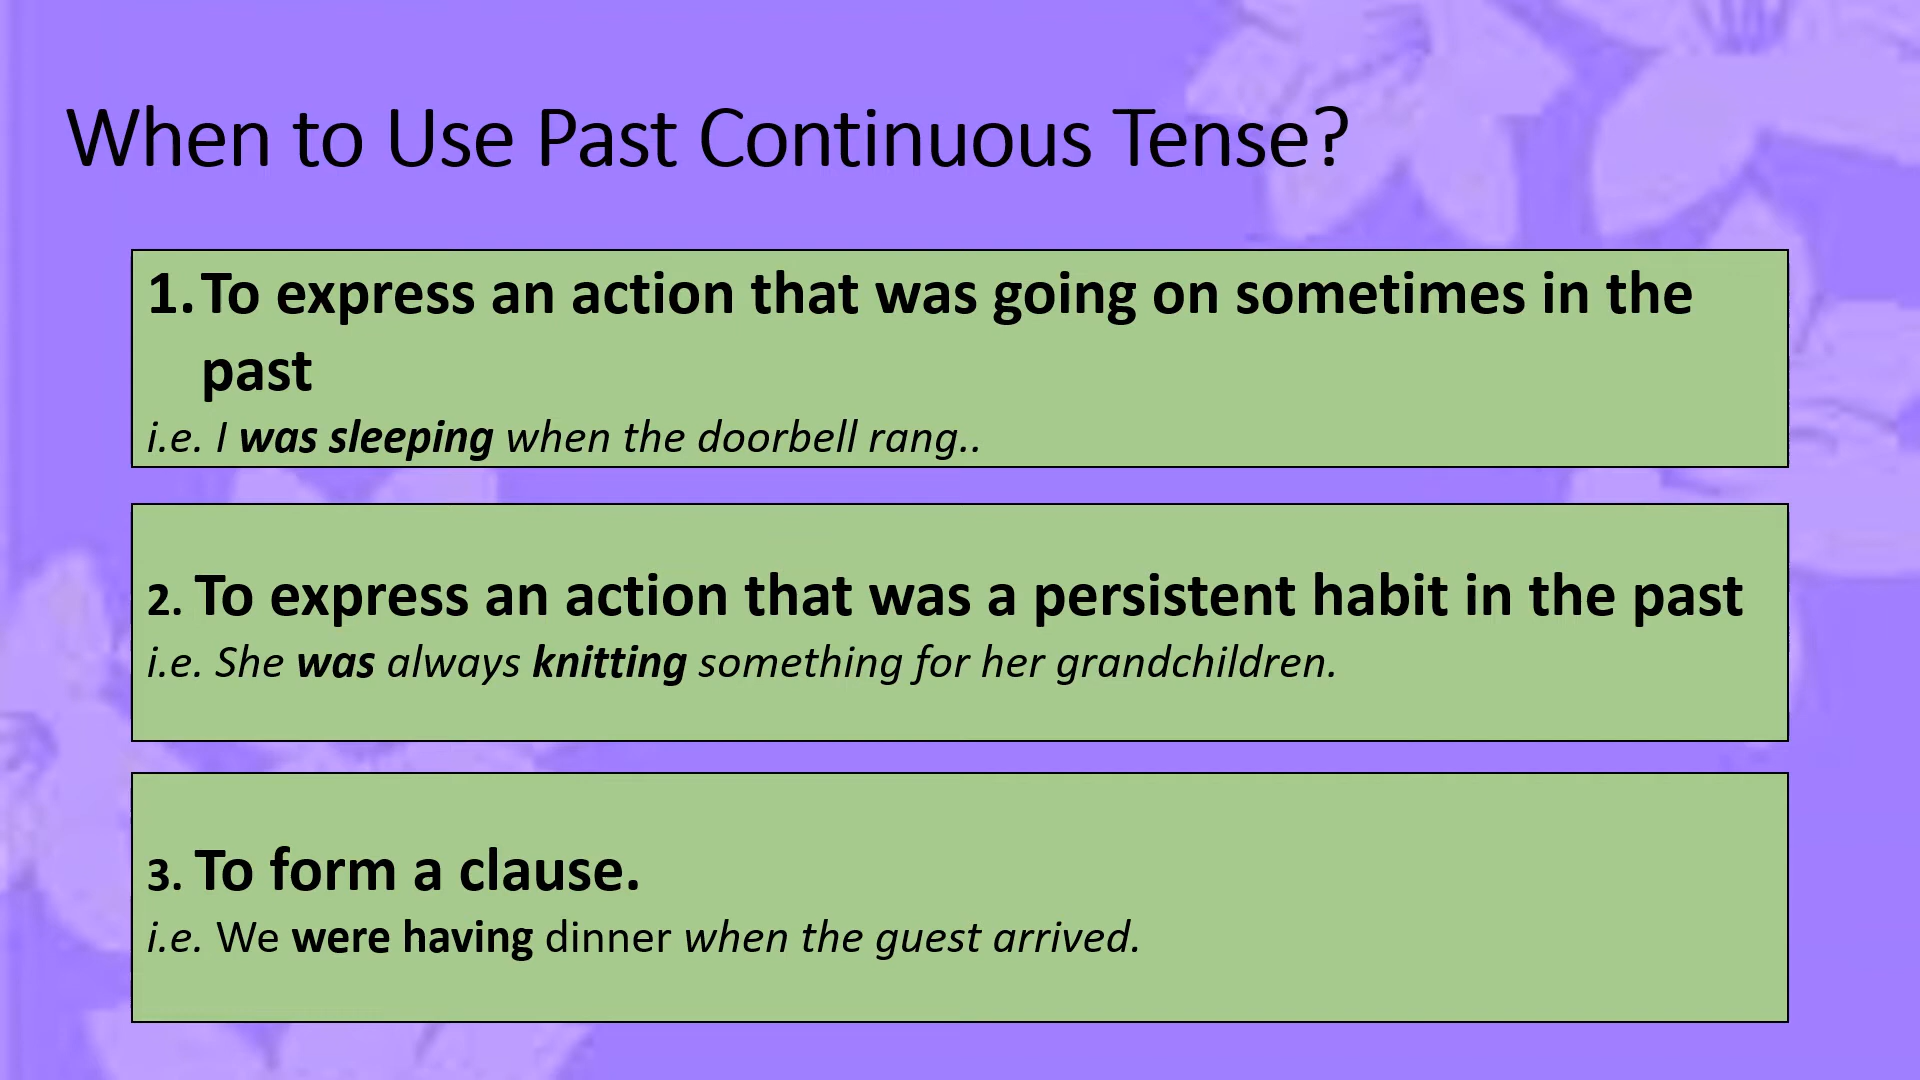 When to Use Past Continuous Tense?
1. To express an action that was going on sometimes in the
past
i.e. I was sleeping when the doorbell rang..
2. To express an action that was a persistent habit in the past
i.e. She was always knitting something for her grandchildren.
3. To form a clause.
i.e. We were having dinner when the guest arrived.